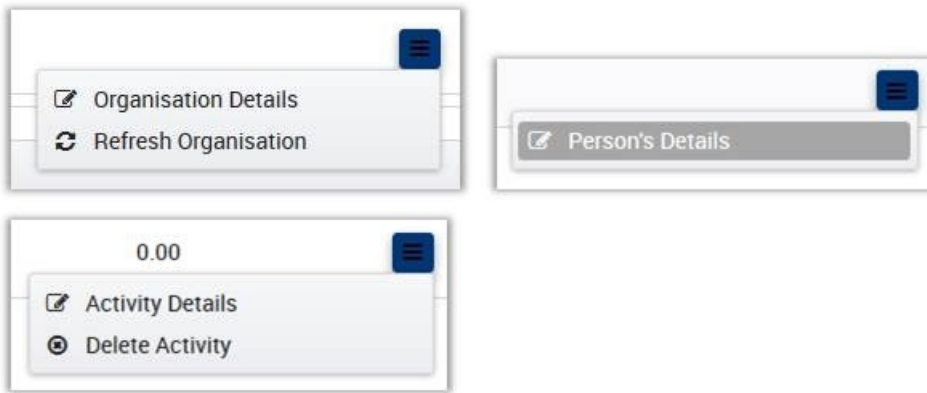 Organisation Details
Refresh Organisation
Person's Details
0.00
Activity Details
Delete Activity